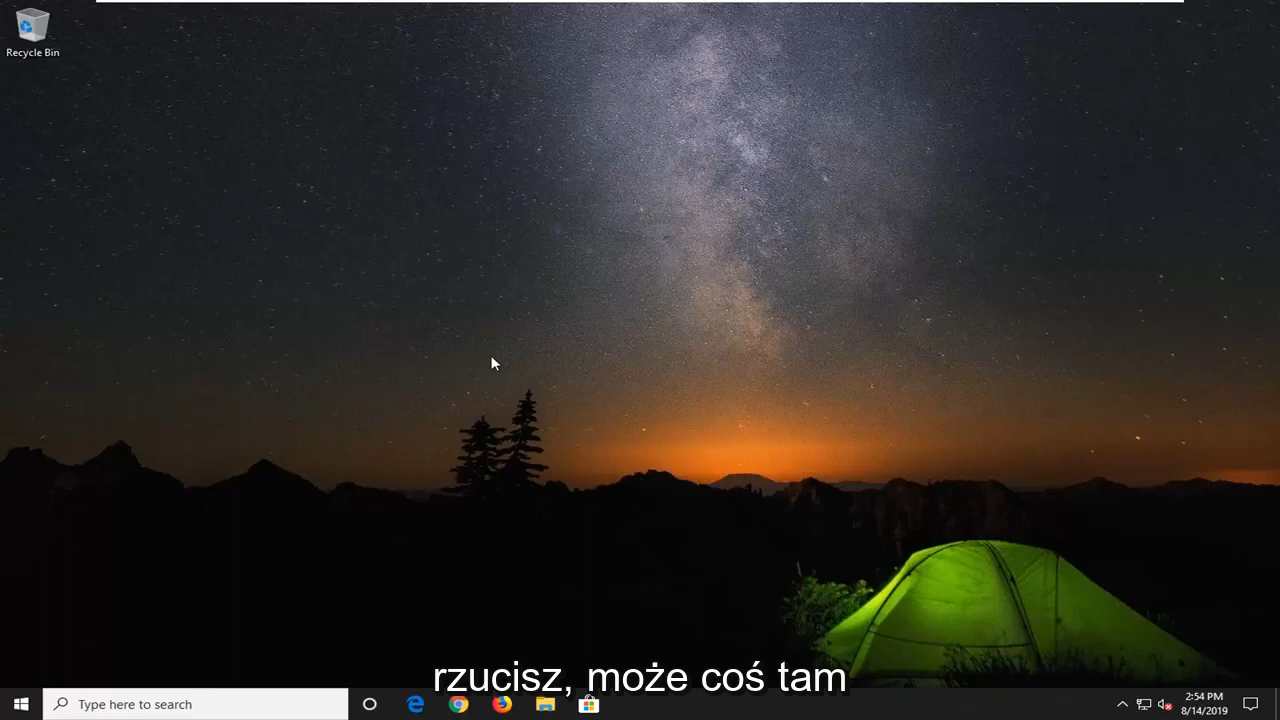 Recycle Bin
rzucisz, może coś tam
Type here to search
2:54 PM
8/14/2019